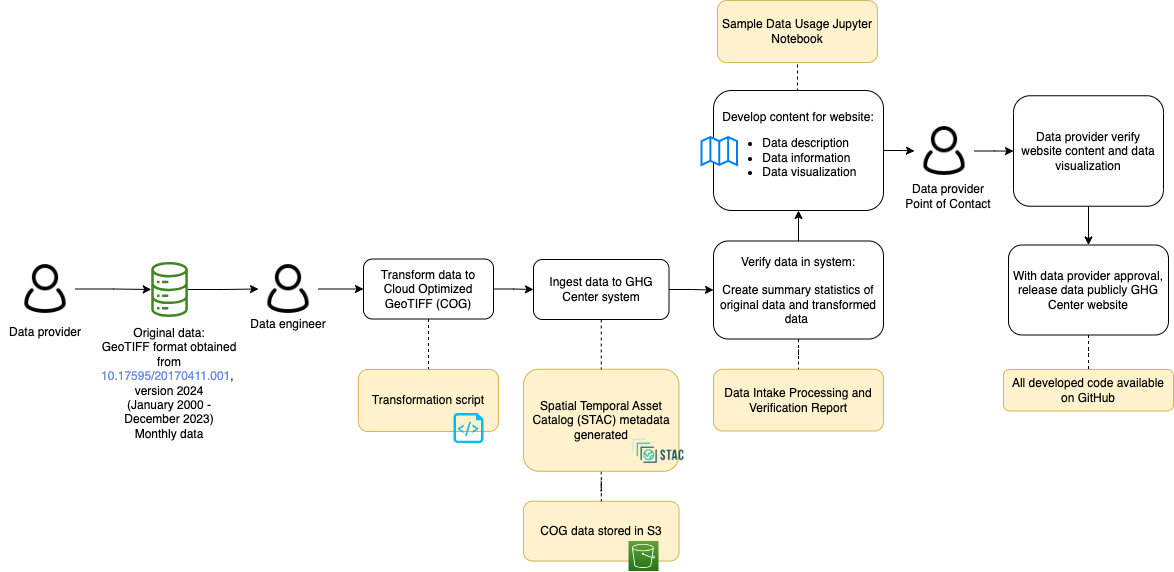 Sample Data Usage Jupyter
Notebook
Develop content for website:
• Data description
• Data information
• Data visualization
Data provider
Point of Contact
Data provider verify
website content and data
visualization
Data provider
Original data:
GeoTIFF format obtained
from
10.17595/20170411.001,
version 2024
(January 2000 -
December 2023)
Monthly data
Data engineer
Transform data to
Cloud Optimized
GeoTIFF (COG)
Ingest data to GHG
Center system
Verify data in system:
Create summary statistics of
original data and transformed
data
With data provider approval,
release data publicly GHG
Center website
Transformation script
</>
Spatial Temporal Asset
Catalog (STAC) metadata
generated
STAC
Data Intake Processing and
Verification Report
All developed code available
on GitHub
COG data stored in S3